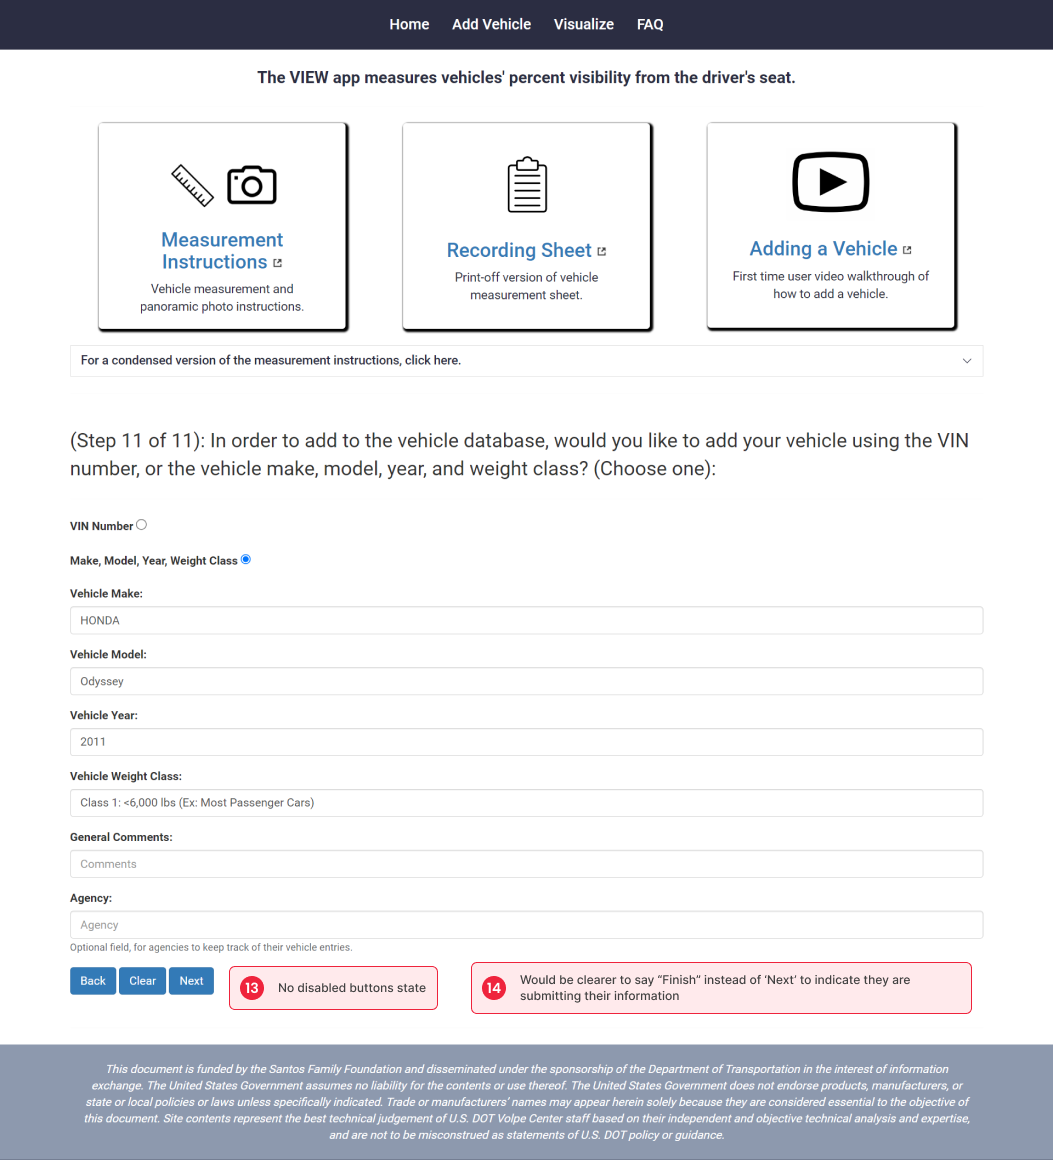 Home Add Vehicle Visualize FAQ
The VIEW app measures vehicles' percent visibility from the driver's seat.
Measurement
Instructions
Vehicle measurement and
panoramic photo instructions.
Recording Sheet
Print-off version of vehicle
measurement sheet.
Adding a Vehicle
First time user video walkthrough of
how to add a vehicle.
For a condensed version of the measurement instructions, click here.
(Step 11 of 11): In order to add to the vehicle database, would you like to add your vehicle using the VIN
number, or the vehicle make, model, year, and weight class? (Choose one):
VIN Number
Make, Model, Year, Weight Class
Vehicle Make:
HONDA
Vehicle Model:
Odyssey
Vehicle Year:
2011
Vehicle Weight Class:
Class 1: <6,000 lbs (Ex: Most Passenger Cars)
General Comments:
Comments
Agency:
Agency
Optional field, for agencies to keep track of their vehicle entries.
Back Clear Next
13 No disabled buttons state
14 Would be clearer to say “Finish” instead of ‘Next’ to indicate they are
submitting their information
This document is funded by the Santos Family Foundation and disseminated under the sponsorship of the Department of Transportation in the interest of information
exchange. The United States Government assumes no liability for the contents or use thereof. The United States Government does not endorse products, manufacturers, or
state or local policies or laws unless specifically indicated. Trade or manufacturers’ names may appear herein solely because they are considered essential to the objective of
this document. Site contents represent the best technical judgement of U.S. DOT Volpe Center staff based on their independent and objective technical analysis and expertise,
and are not to be misconstrued as statements of U.S. DOT policy or guidance.